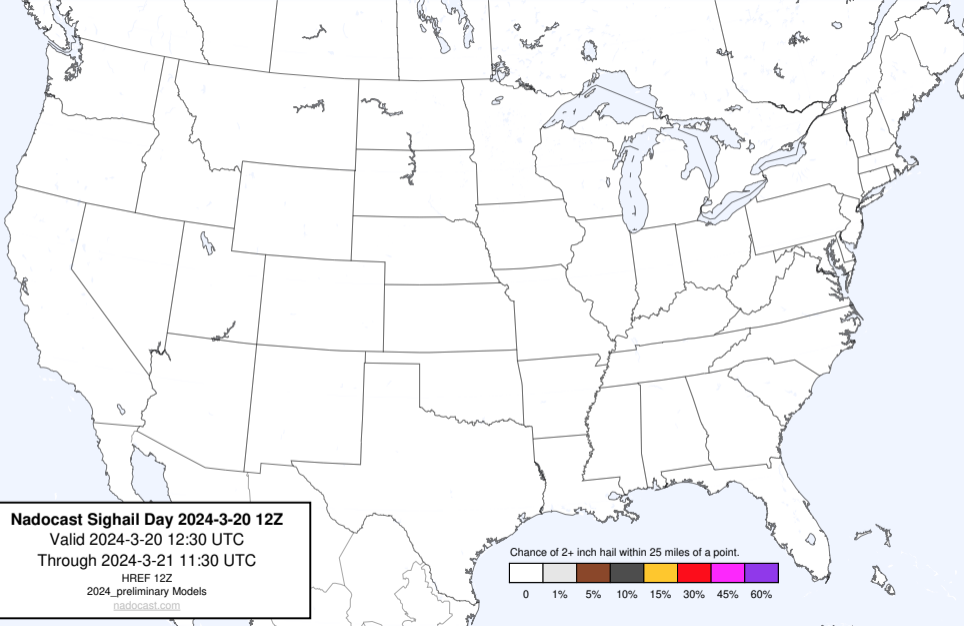 Nadocast Sighail Day 2024-3-20 12Z
Valid 2024-3-20 12:30 UTC
Through 2024-3-21 11:30 UTC
HREF 12Z
2024_preliminary Models
nadocast.com
Chance of 2+ inch hail within 25 miles of a point.
0 1% 5% 10% 15% 30% 45% 60%